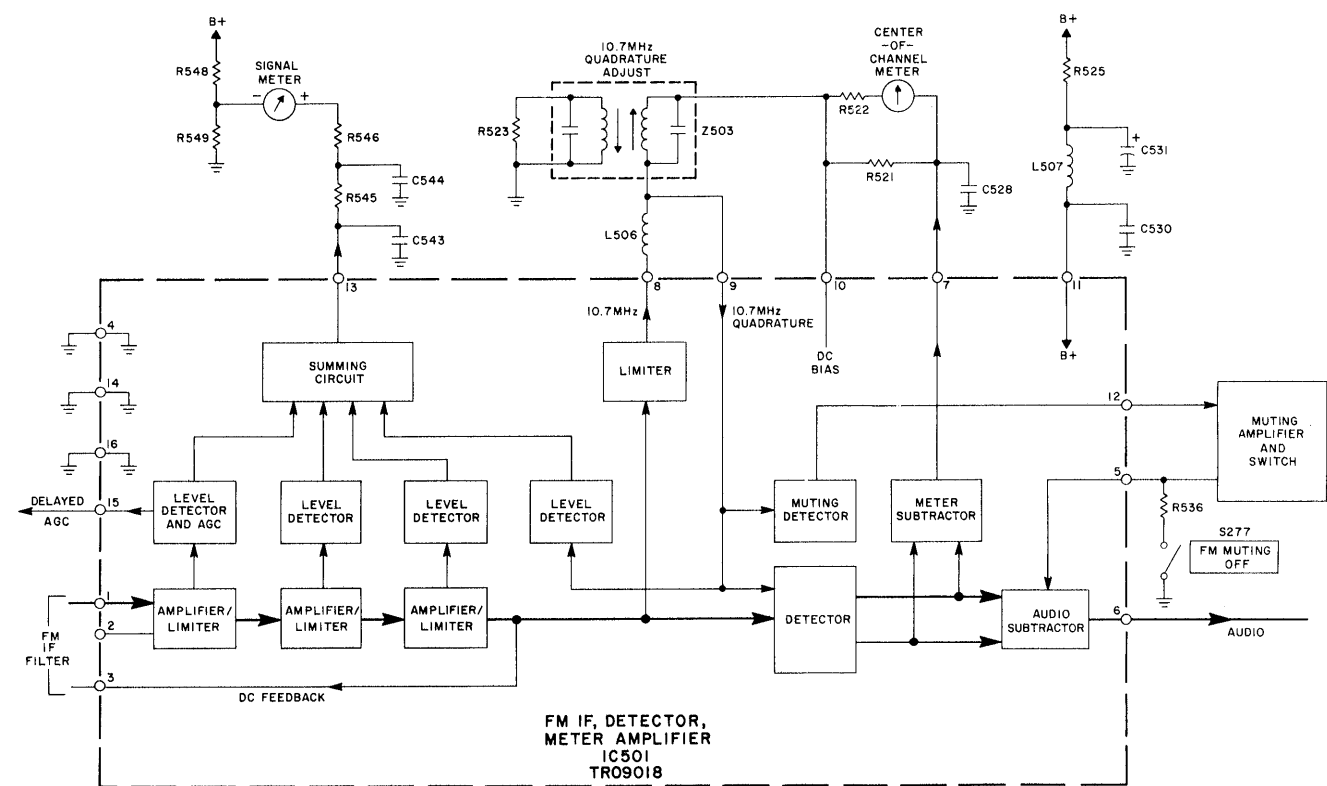 B+
R548
R549
SIGNAL
METER
-
+
R546
C544
R545
C543
10.7MHz
QUADRATURE
ADJUST
R523
Z503
L506
CENTER
-OF-
CHANNEL
METER
R522
R521
C528
B+
R525
+
C531
L507
C530
13
8
9
10
7
11
10.7MHz
10.7MHz
QUADRATURE
DC
BIAS
B+
4
14
16
SUMMING
CIRCUIT
LIMITER
12
MUTING
AMPLIFIER
AND
SWITCH
DELAYED
AGC
15
LEVEL
DETECTOR
AND AGC
LEVEL
DETECTOR
LEVEL
DETECTOR
LEVEL
DETECTOR
MUTING
DETECTOR
METER
SUBTRACTOR
5
R536
S277
FM MUTING
OFF
1
2
FM
IF
FILTER
3
AMPLIFIER/
LIMITER
AMPLIFIER/
LIMITER
AMPLIFIER/
LIMITER
DETECTOR
AUDIO
SUBTRACTOR
6
AUDIO
DC FEEDBACK
FM IF, DETECTOR,
METER AMPLIFIER
IC501
TR09018